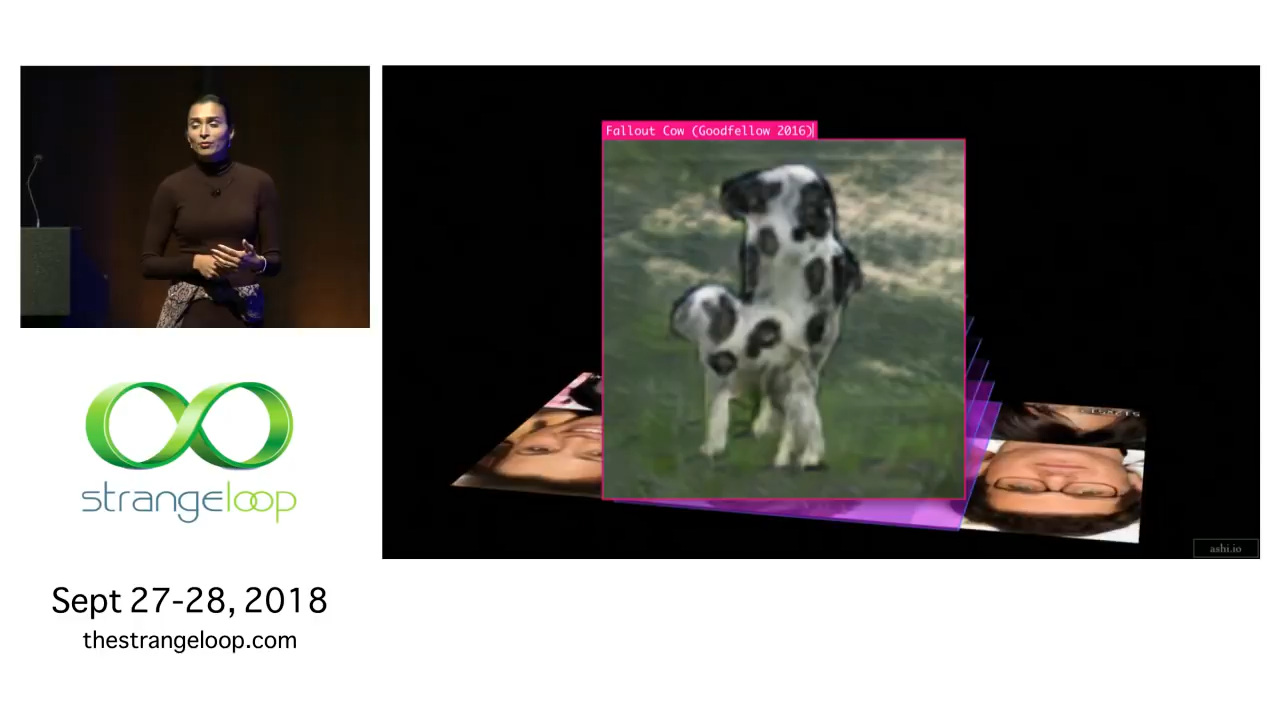 Fallout Cow (Goodfellow 2016)
strangeloop
Sept 27-28, 2018
thestrangeloop.com
ashi.io